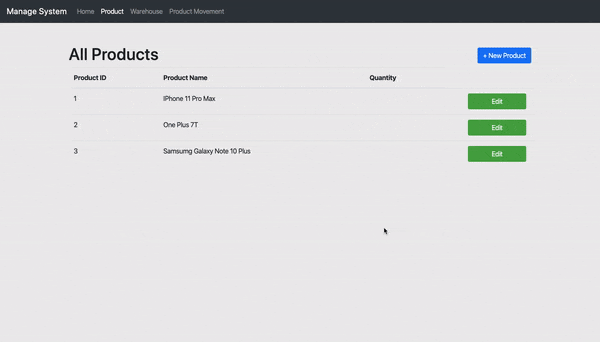 Manage System Home Product Warehouse Product Movement
All Products
+ New Product
Product ID Product Name Quantity
1 IPhone 11 Pro Max Edit
2 One Plus 7T Edit
3 Samsumg Galaxy Note 10 Plus Edit